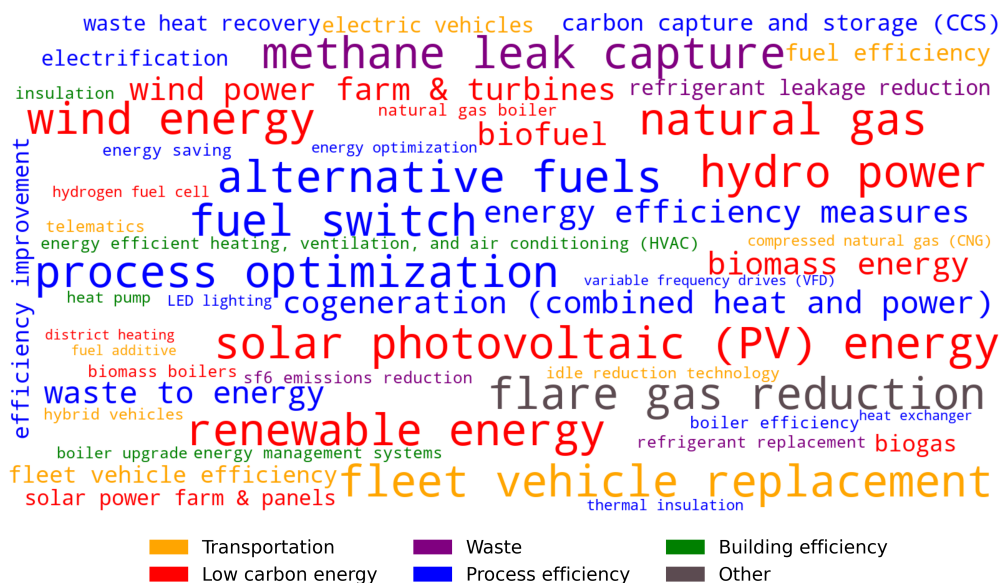 waste heat recovery electric vehicles carbon capture and storage (CCS)
electrification methane leak capture fuel efficiency
insulation wind power farm & turbines refrigerant leakage reduction
wind energy natural gas boiler biofuel natural gas
energy saving energy optimization
hydrogen fuel cell alternative fuels hydro power
telematics fuel switch energy efficiency measures
energy efficient heating, ventilation, and air conditioning (HVAC) compressed natural gas (CNG)
process optimization variable frequency drives (VFD) biomass energy
heat pump LED lighting cogeneration (combined heat and power)
efficiency improvement
district heating solar photovoltaic (PV) energy
fuel additive
biomass boilers sf6 emissions reduction idle reduction technology
waste to energy flare gas reduction
hybrid vehicles renewable energy boiler efficiency heat exchanger
refrigerant replacement biogas
boiler upgrade energy management systems
fleet vehicle efficiency fleet vehicle replacement
solar power farm & panels thermal insulation
Transportation Waste Building efficiency
Low carbon energy Process efficiency Other